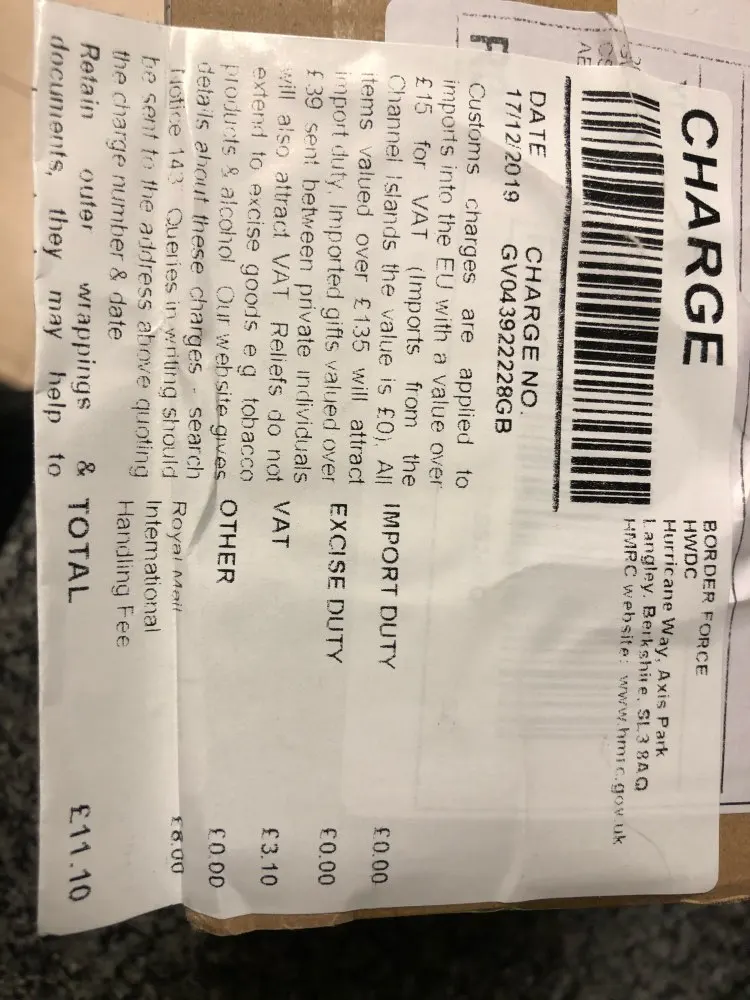 CHARGE
BORDER FORCE
HWDC
Hurricane Way, Axis Park
Langley, Berkshire, SL3 8AQ
HMRC website: www.hmrc.gov.uk
DATE
17/12/2019
CHARGE NO.
GV043922228GB
Customs charges are applied to
imports into the EU with a value over
£15 for VAT (Imports from the
Channel Islands the value is £0). All
items valued over £135 will attract
import duty. Imported gifts valued over
£39 sent between private individuals
will also attract VAT Reliefs do not
extend to excise goods e.g tobacco
products & alcohol Our website gives
details about these charges - search
Notice 143 Queries in writing should
be sent to the address above quoting
the charge number & date
Retain outer wrappings &
documents, they may help to
IMPORT DUTY £0.00
EXCISE DUTY £0.00
VAT £3.10
OTHER £0.00
Royal Mail £8.00
International
Handling Fee
TOTAL £11.10